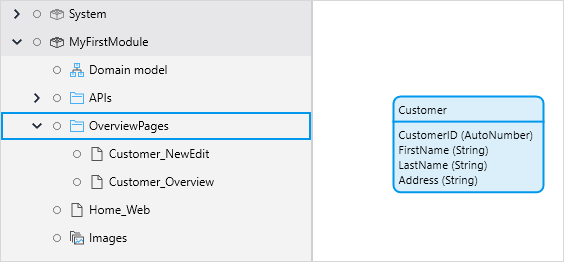 System
MyFirstModule
Domain model
APIs
OverviewPages
Customer_NewEdit
Customer_Overview
Home_Web
Images
Customer
CustomerID (AutoNumber)
FirstName (String)
LastName (String)
Address (String)